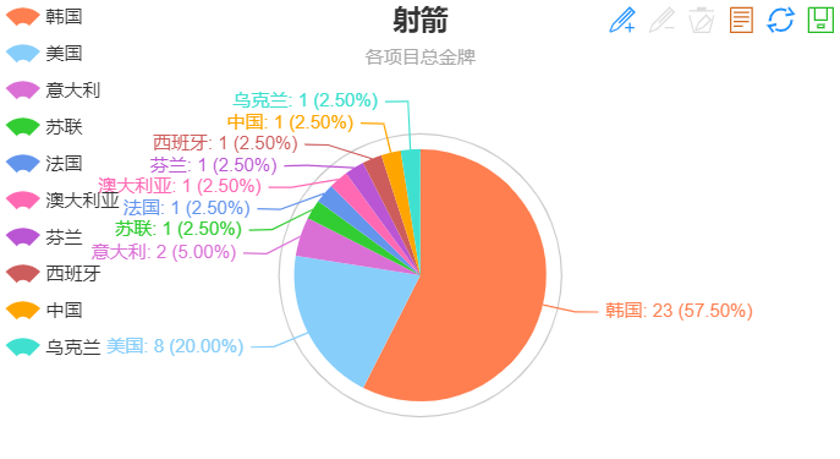 射箭
各项目总金牌
韩国
美国
意大利
苏联
法国
澳大利亚
芬兰
西班牙
中国
乌克兰
乌克兰: 1 (2.50%)
中国: 1 (2.50%)
西班牙: 1 (2.50%)
芬兰: 1 (2.50%)
澳大利亚: 1 (2.50%)
法国: 1 (2.50%)
苏联: 1 (2.50%)
意大利: 2 (5.00%)
韩国: 23 (57.50%)
美国: 8 (20.00%)